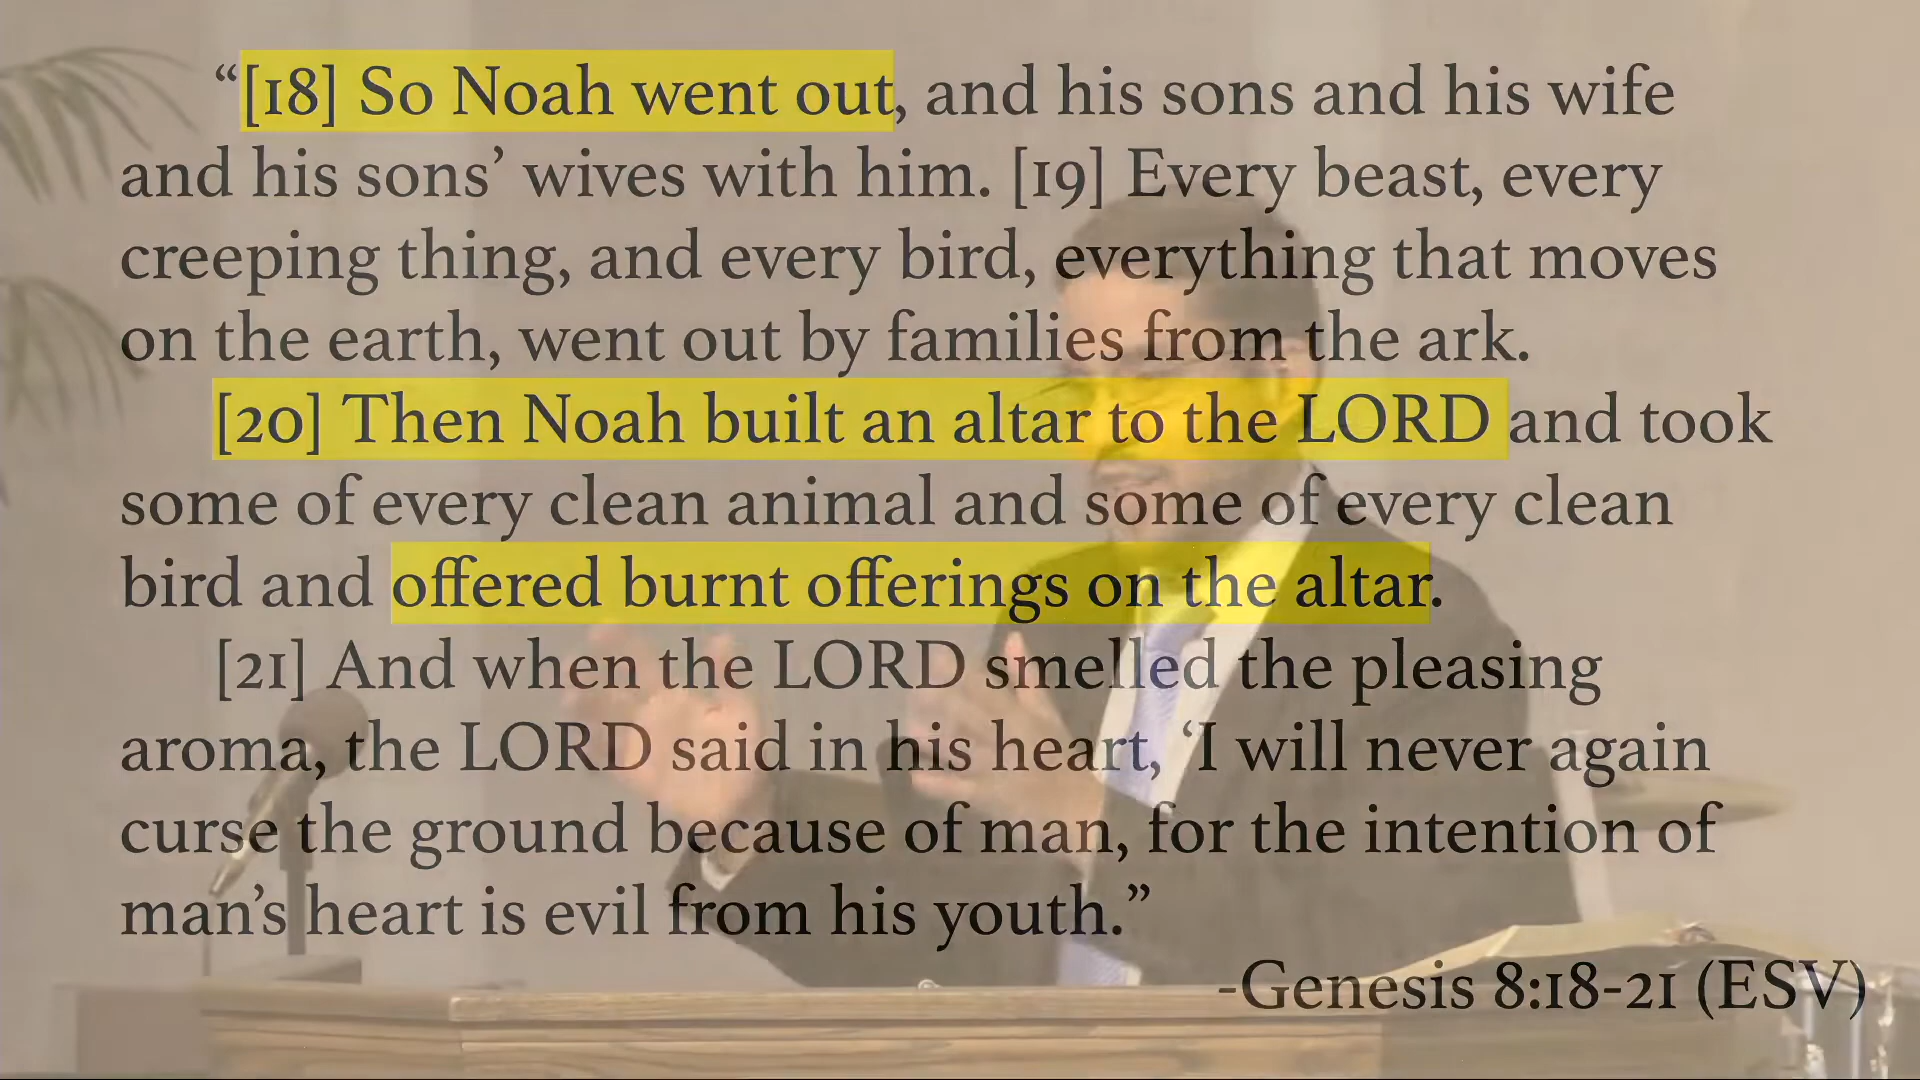 “[18] So Noah went out, and his sons and his wife
and his sons’ wives with him. [19] Every beast, every
creeping thing, and every bird, everything that moves
on the earth, went out by families from the ark.
[20] Then Noah built an altar to the LORD and took
some of every clean animal and some of every clean
bird and offered burnt offerings on the altar.
[21] And when the LORD smelled the pleasing
aroma, the LORD said in his heart, ‘I will never again
curse the ground because of man, for the intention of
man’s heart is evil from his youth.”
-Genesis 8:18-21 (ESV)